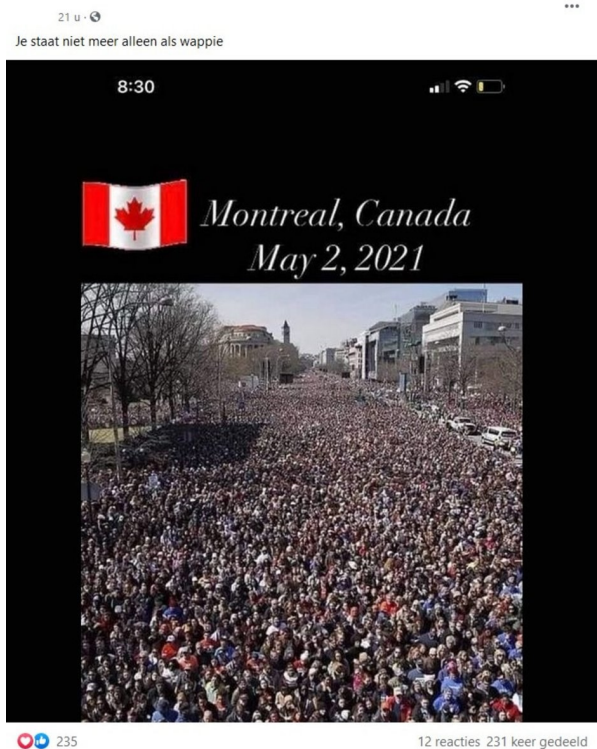 21 u ·
Je staat niet meer alleen als wappie
8:30
Montreal, Canada
May 2, 2021
235
12 reacties 231 keer gedeeld